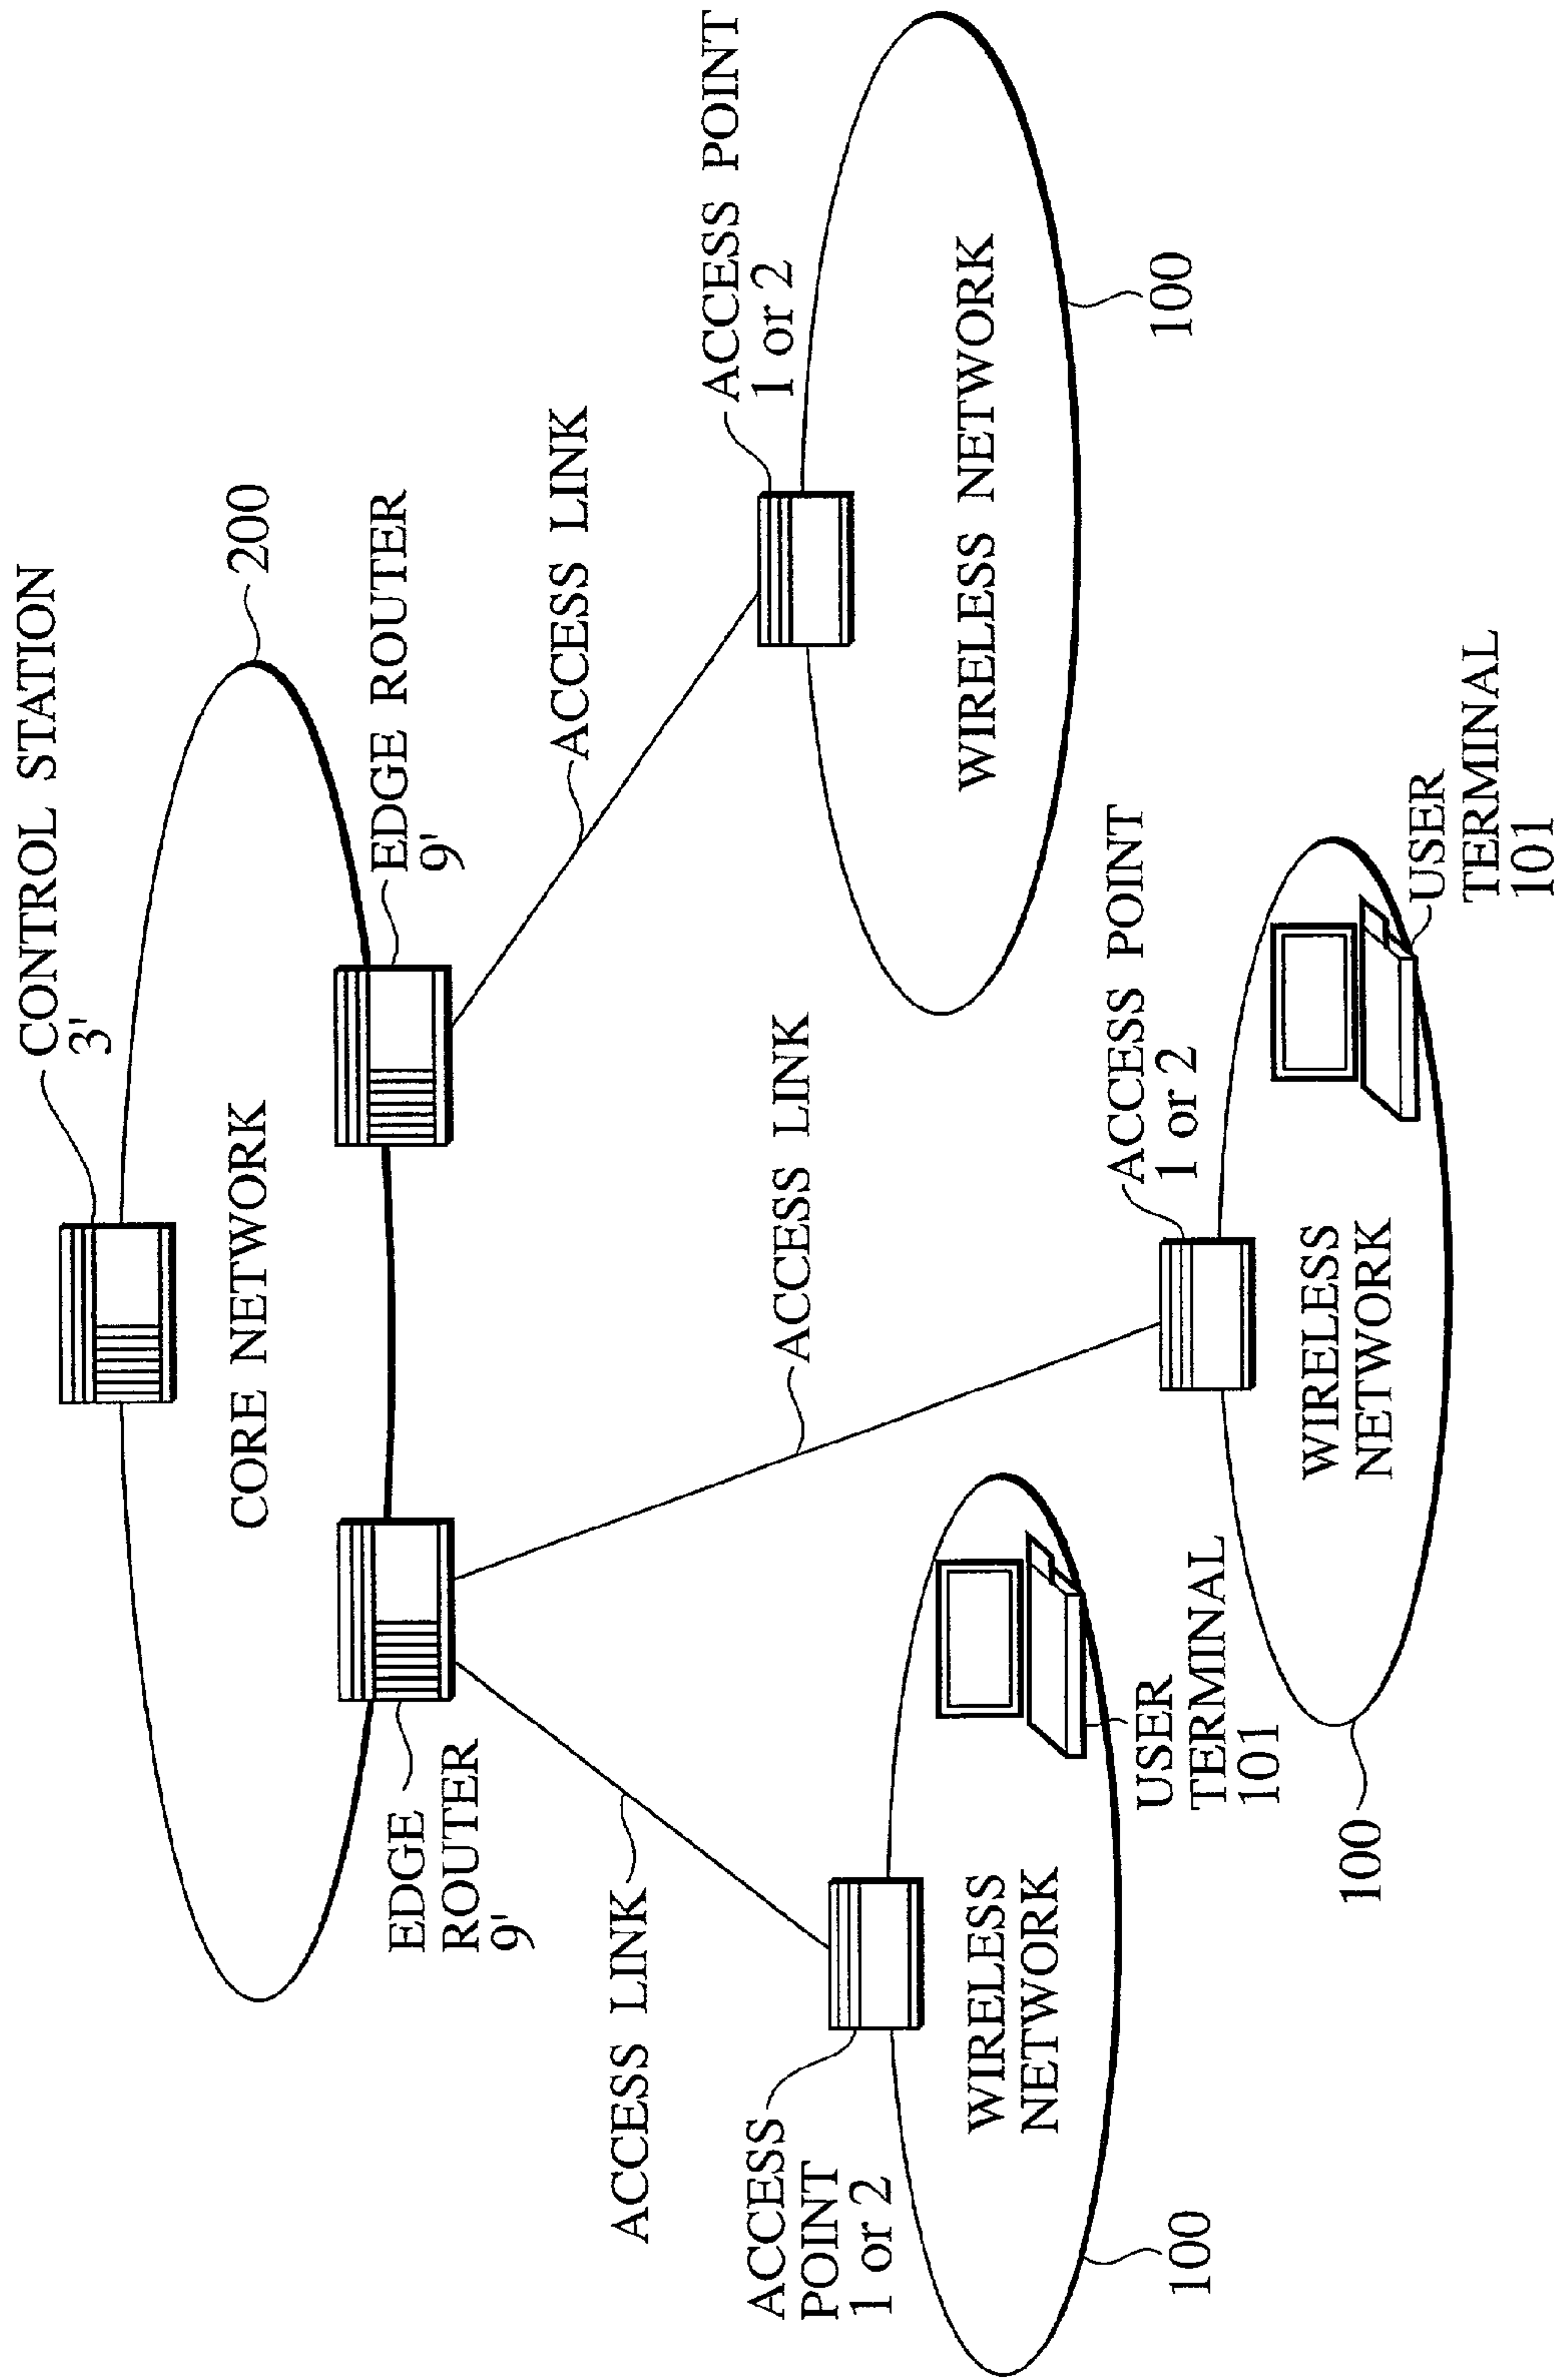 CONTROL STATION
3'
200
CORE NETWORK
EDGE
ROUTER
9'
EDGE ROUTER
9'
ACCESS LINK
ACCESS LINK
ACCESS LINK
ACCESS
POINT
1 or 2
WIRELESS
NETWORK
USER
TERMINAL
101
100
ACCESS POINT
1 or 2
WIRELESS
NETWORK
USER
TERMINAL
101
100
ACCESS POINT
1 or 2
WIRELESS NETWORK
100